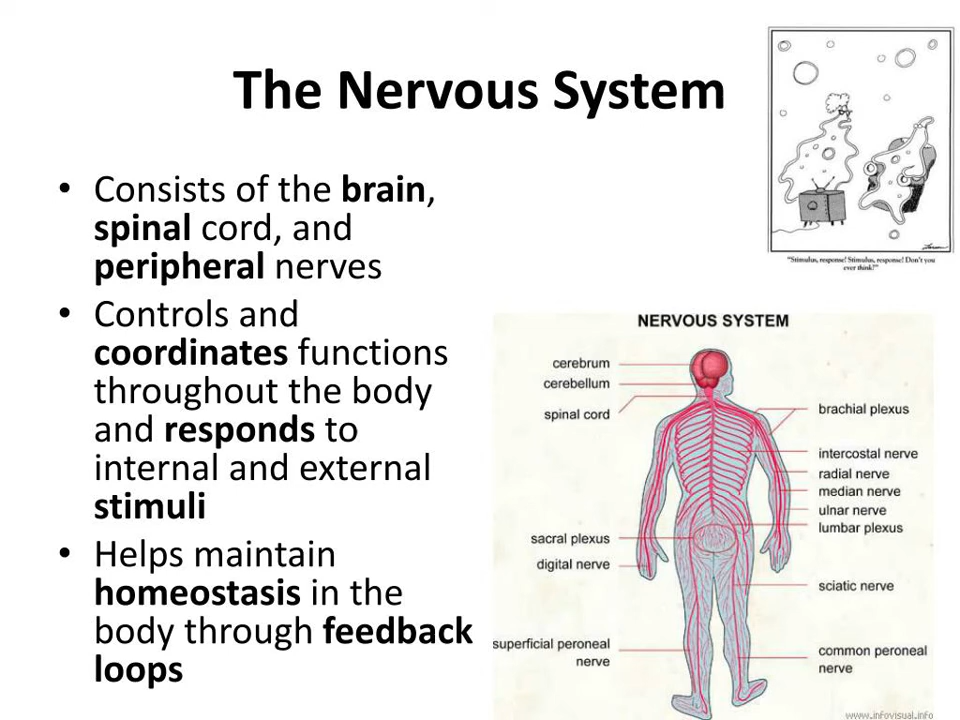 The Nervous System
• Consists of the brain,
spinal cord, and
peripheral nerves
• Controls and
coordinates functions
throughout the body
and responds to
internal and external
stimuli
• Helps maintain
homeostasis in the
body through feedback
loops
Larson
"Stimulus, response! Stimulus, response! Don't you
ever think?"
NERVOUS SYSTEM
cerebrum
cerebellum
spinal cord
sacral plexus
digital nerve
superficial peroneal
nerve
brachial plexus
intercostal nerve
radial nerve
median nerve
ulnar nerve
lumbar plexus
sciatic nerve
common peroneal
nerve
www.infovisual.info